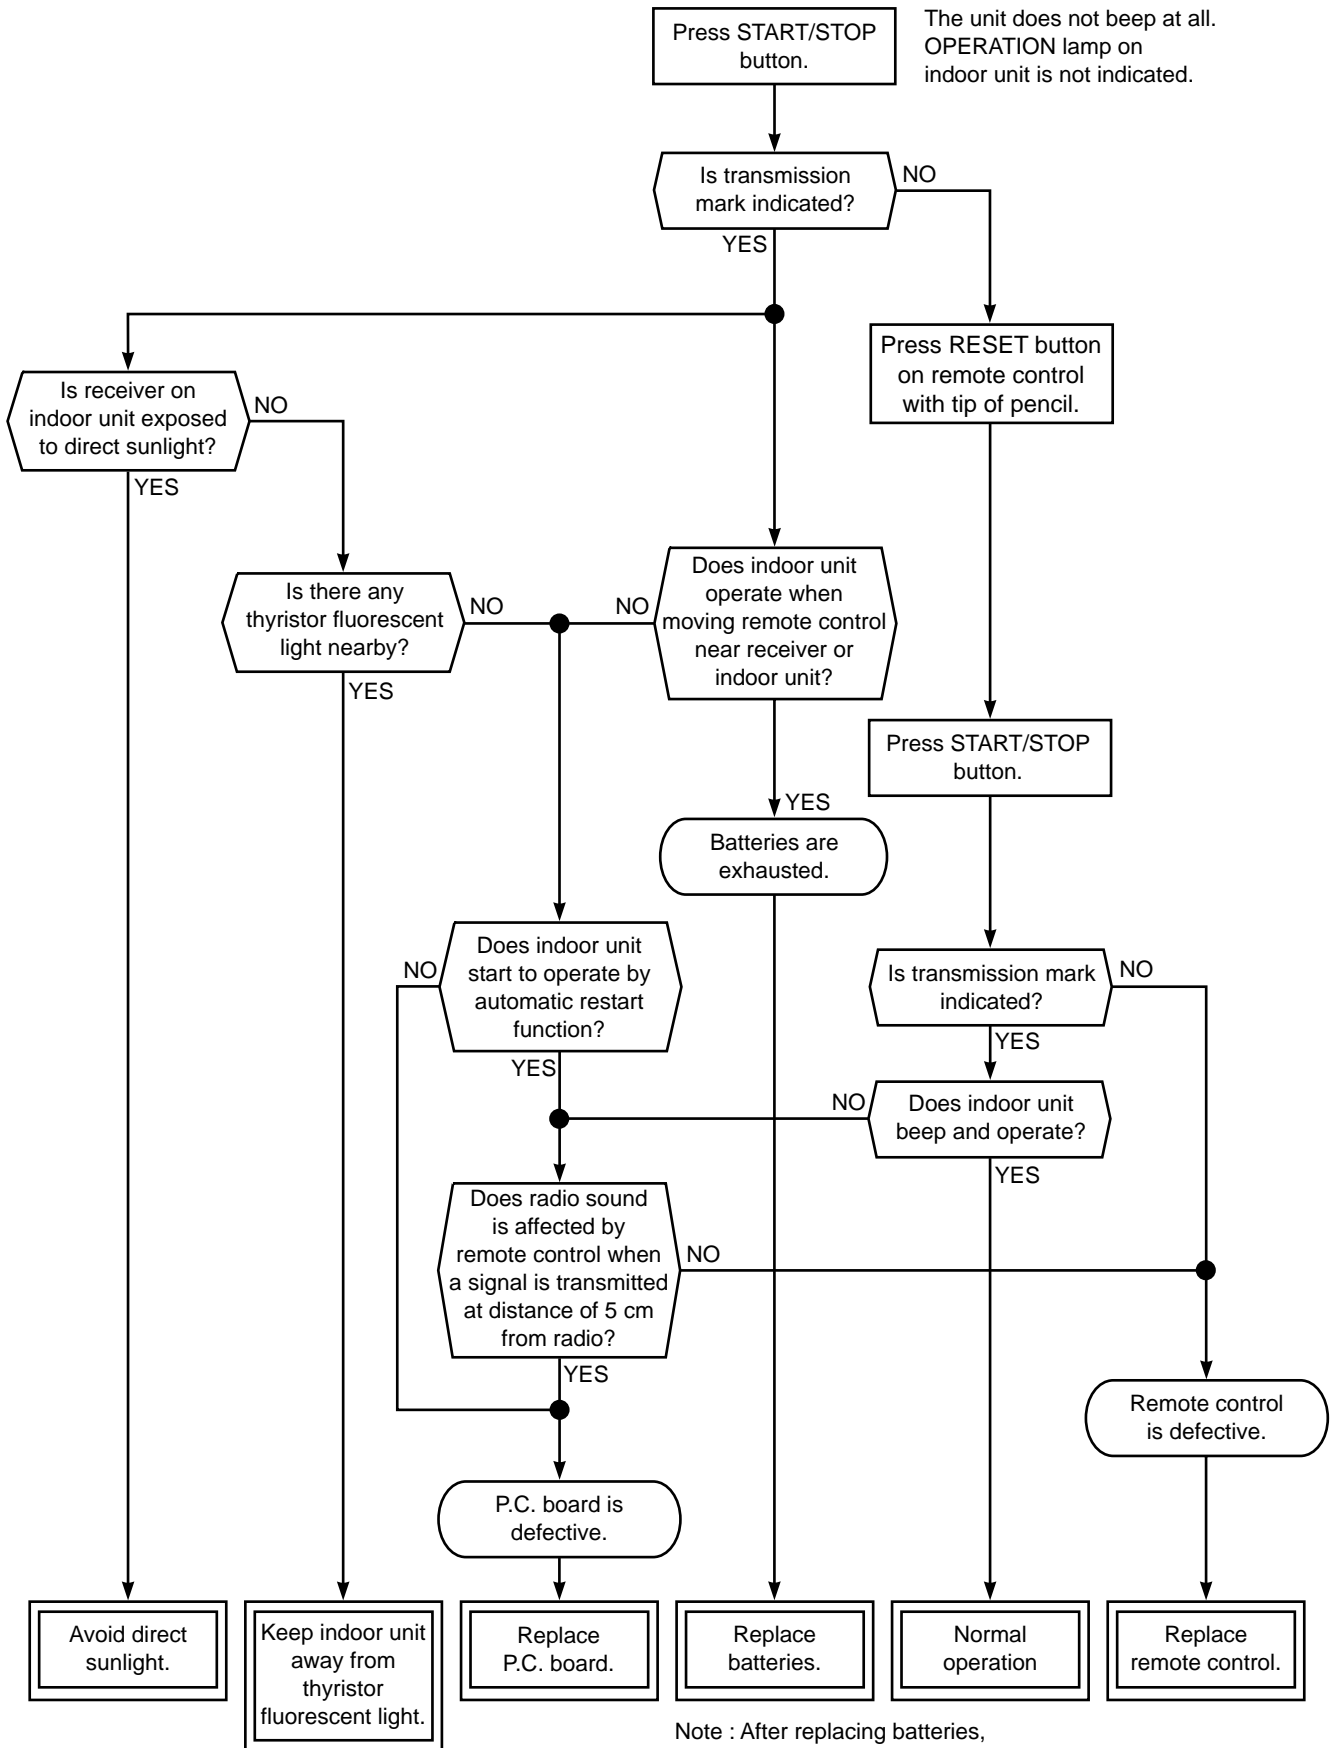 Press START/STOP
button.
The unit does not beep at all.
OPERATION lamp on
indoor unit is not indicated.
Is transmission
mark indicated?
NO
YES
Press RESET button
on remote control
with tip of pencil.
Is receiver on
indoor unit exposed
to direct sunlight?
NO
YES
Is there any
thyristor fluorescent
light nearby?
NO
YES
NO
Does indoor unit
operate when
moving remote control
near receiver or
indoor unit?
YES
Press START/STOP
button.
Batteries are
exhausted.
NO
Does indoor unit
start to operate by
automatic restart
function?
YES
Is transmission mark
indicated?
NO
YES
NO
Does indoor unit
beep and operate?
YES
Does radio sound
is affected by
remote control when
a signal is transmitted
at distance of 5 cm
from radio?
NO
YES
Remote control
is defective.
P.C. board is
defective.
Avoid direct
sunlight.
Keep indoor unit
away from
thyristor
fluorescent light.
Replace
P.C. board.
Replace
batteries.
Normal
operation
Replace
remote control.
Note : After replacing batteries,